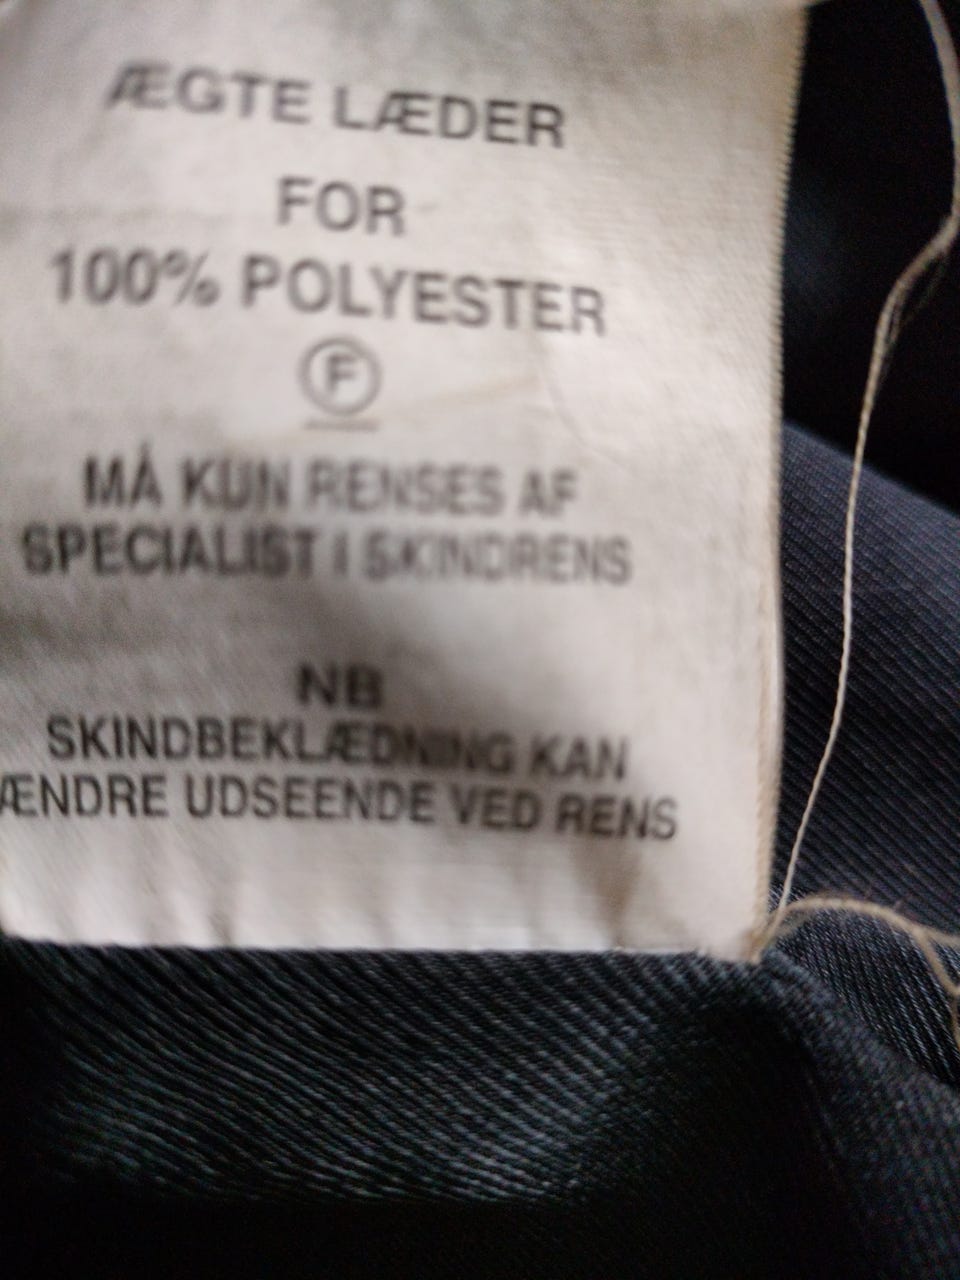 ÆGTE LÆDER
FOR
100% POLYESTER
F
MÅ KUN RENSES AF
SPECIALIST I SKINDRENS
NB
SKINDBEKLÆDNING KAN
ÆNDRE UDSEENDE VED RENS